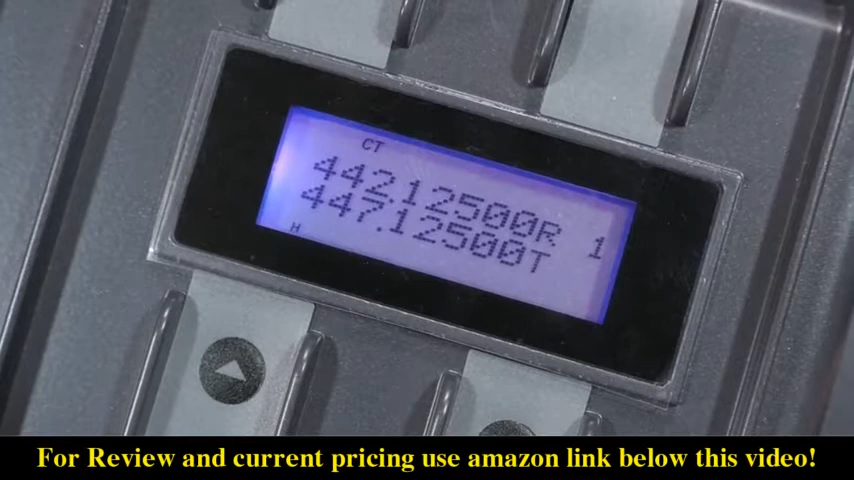 CT
442.12500R 1
447.12500T
H
For Review and current pricing use amazon link below this video!